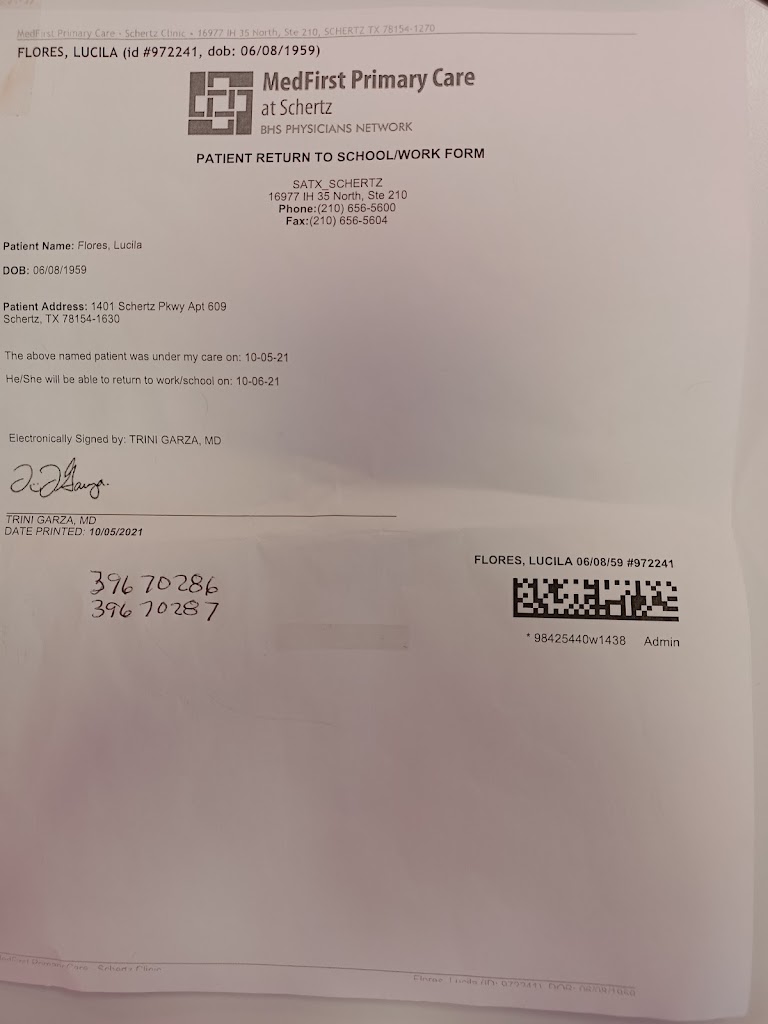 MedFirst Primary Care - Schertz Clinic • 16977 IH 35 North, Ste 210, SCHERTZ TX 78154-1270
FLORES, LUCILA (id #972241, dob: 06/08/1959)
MedFirst Primary Care
at Schertz
BHS PHYSICIANS NETWORK
PATIENT RETURN TO SCHOOL/WORK FORM
SATX_SCHERTZ
16977 IH 35 North, Ste 210
Phone:(210) 656-5600
Fax:(210) 656-5604
Patient Name: Flores, Lucila
DOB: 06/08/1959
Patient Address: 1401 Schertz Pkwy Apt 609
Schertz, TX 78154-1630
The above named patient was under my care on: 10-05-21
He/She will be able to return to work/school on: 10-06-21
Electronically Signed by: TRINI GARZA, MD
TRINI GARZA, MD
DATE PRINTED: 10/05/2021
39670286
39670287
FLORES, LUCILA 06/08/59 #972241
* 98425440w1438 Admin
Primary Care Schertz Clinic